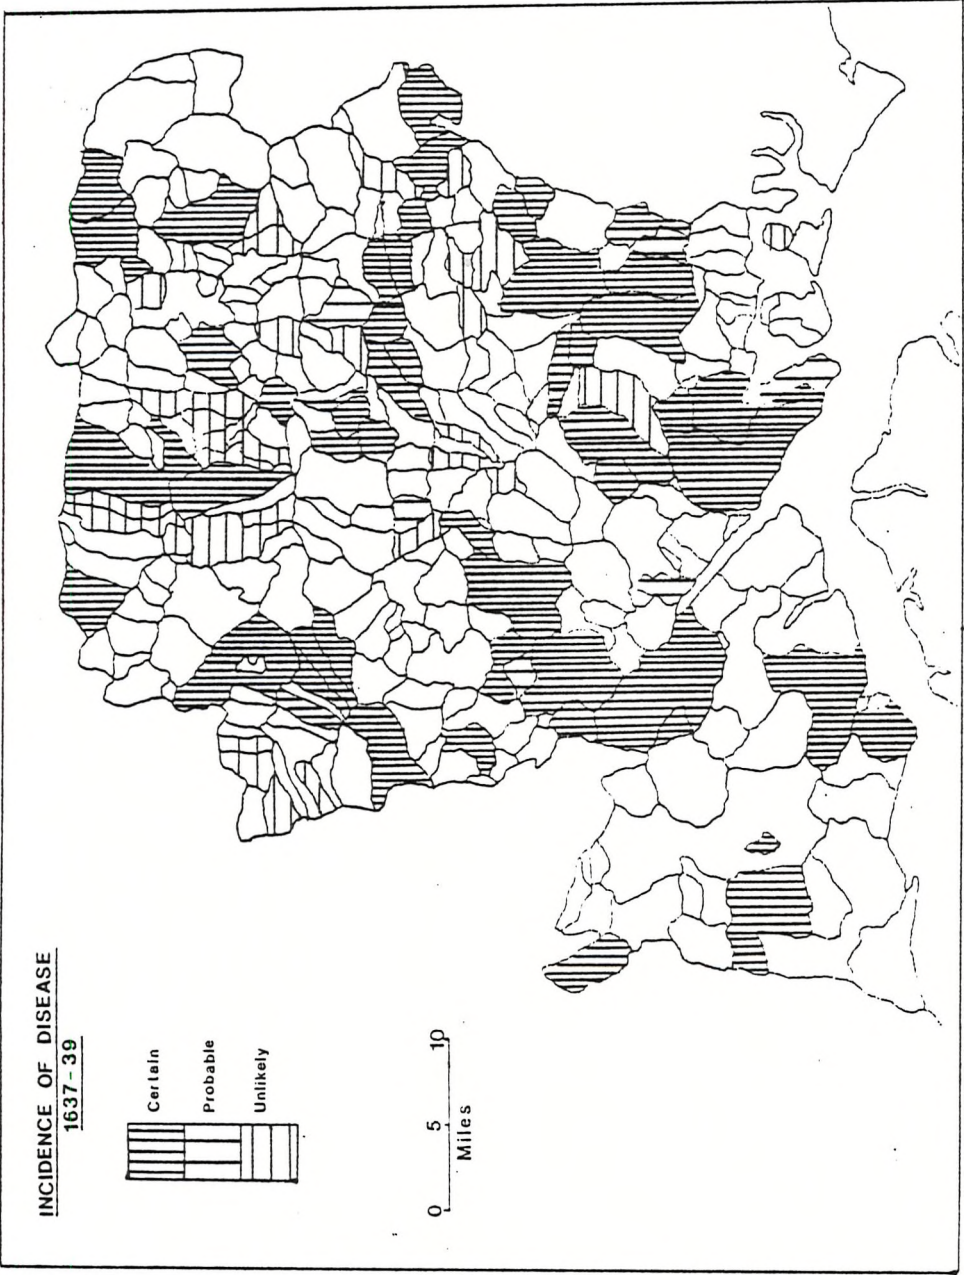 INCIDENCE OF DISEASE
1637-39
Certain
Probable
Unlikely
0 5 10
Miles